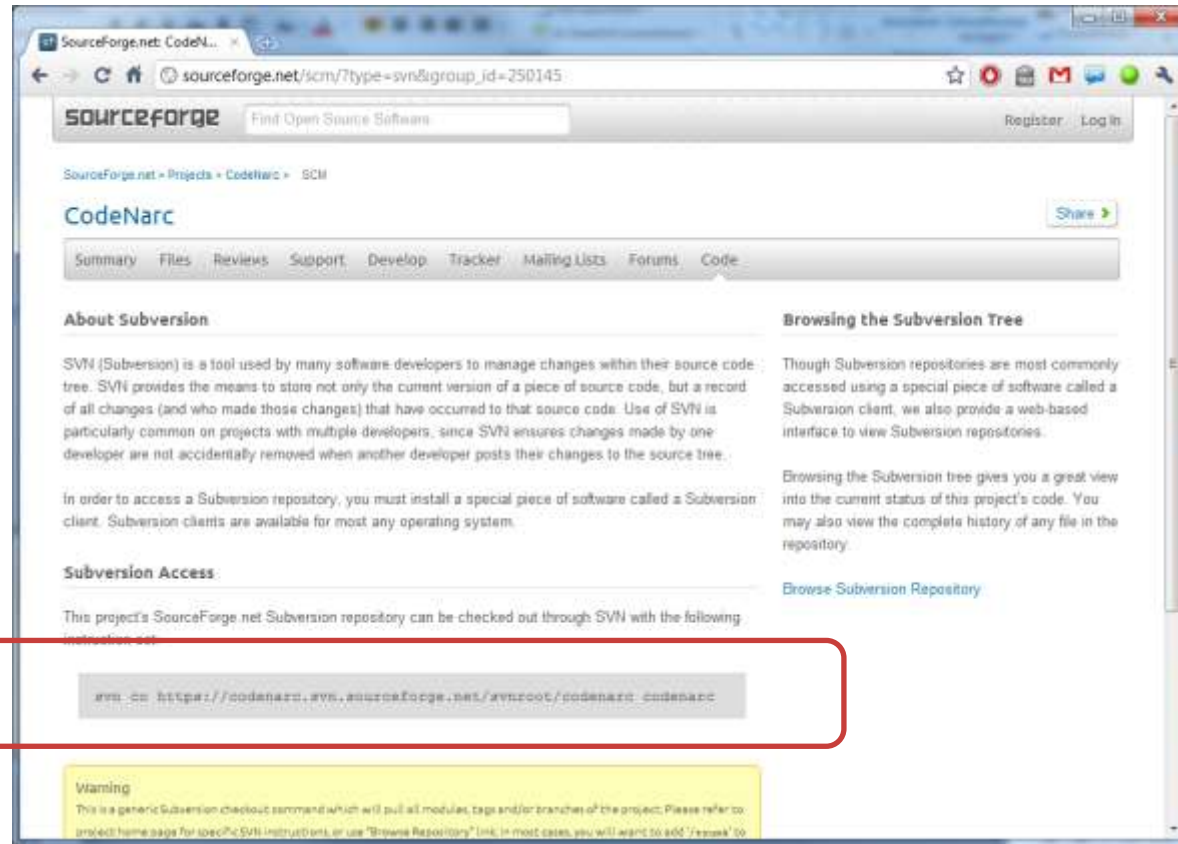 SourceForge.net: CodeN...
sourceforge.net/scm/?type=svn&group_id=250145
sourceforge
Find Open Source Software
Register Log In
SourceForge.net » Projects » CodeNarc » SCM
CodeNarc
Share
Summary Files Reviews Support Develop Tracker Mailing Lists Forums Code
About Subversion
SVN (Subversion) is a tool used by many software developers to manage changes within their source code
tree. SVN provides the means to store not only the current version of a piece of source code, but a record
of all changes (and who made those changes) that have occurred to that source code. Use of SVN is
particularly common on projects with multiple developers, since SVN ensures changes made by one
developer are not accidentally removed when another developer posts their changes to the source tree.
In order to access a Subversion repository, you must install a special piece of software called a Subversion
client. Subversion clients are available for most any operating system.
Subversion Access
This project's SourceForge.net Subversion repository can be checked out through SVN with the following
instruction set:
svn co https://codenarc.svn.sourceforge.net/svnroot/codenarc codenarc
Warning
This is a generic Subversion checkout command which will pull all modules, tags and/or branches of the project. Please refer to
project home page for specific SVN instructions, or use "Browse Repository" link; in most cases, you will want to add '/trunk' to
Browsing the Subversion Tree
Though Subversion repositories are most commonly
accessed using a special piece of software called a
Subversion client, we also provide a web-based
interface to view Subversion repositories.
Browsing the Subversion tree gives you a great view
into the current status of this project's code. You
may also view the complete history of any file in the
repository.
Browse Subversion Repository